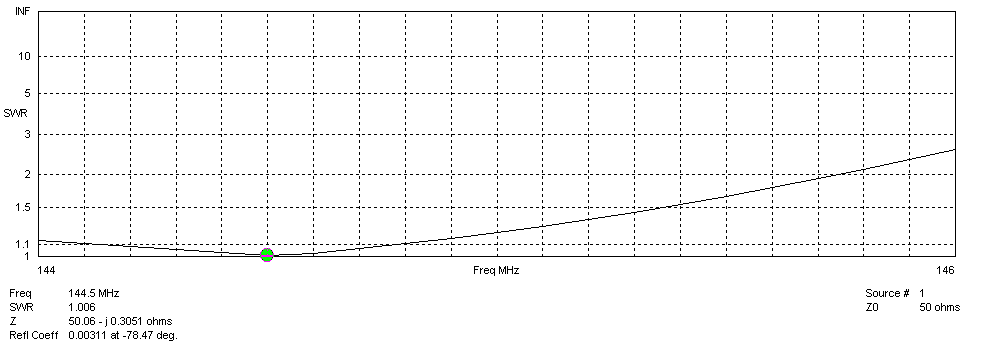 INF
10
5
SWR
3
2
1.5
1.1
1
144 Freq MHz 146
Freq 144.5 MHz Source # 1
SWR 1.006 Z0 50 ohms
Z 50.06 - j 0.3051 ohms
Refl Coeff 0.00311 at -78.47 deg.